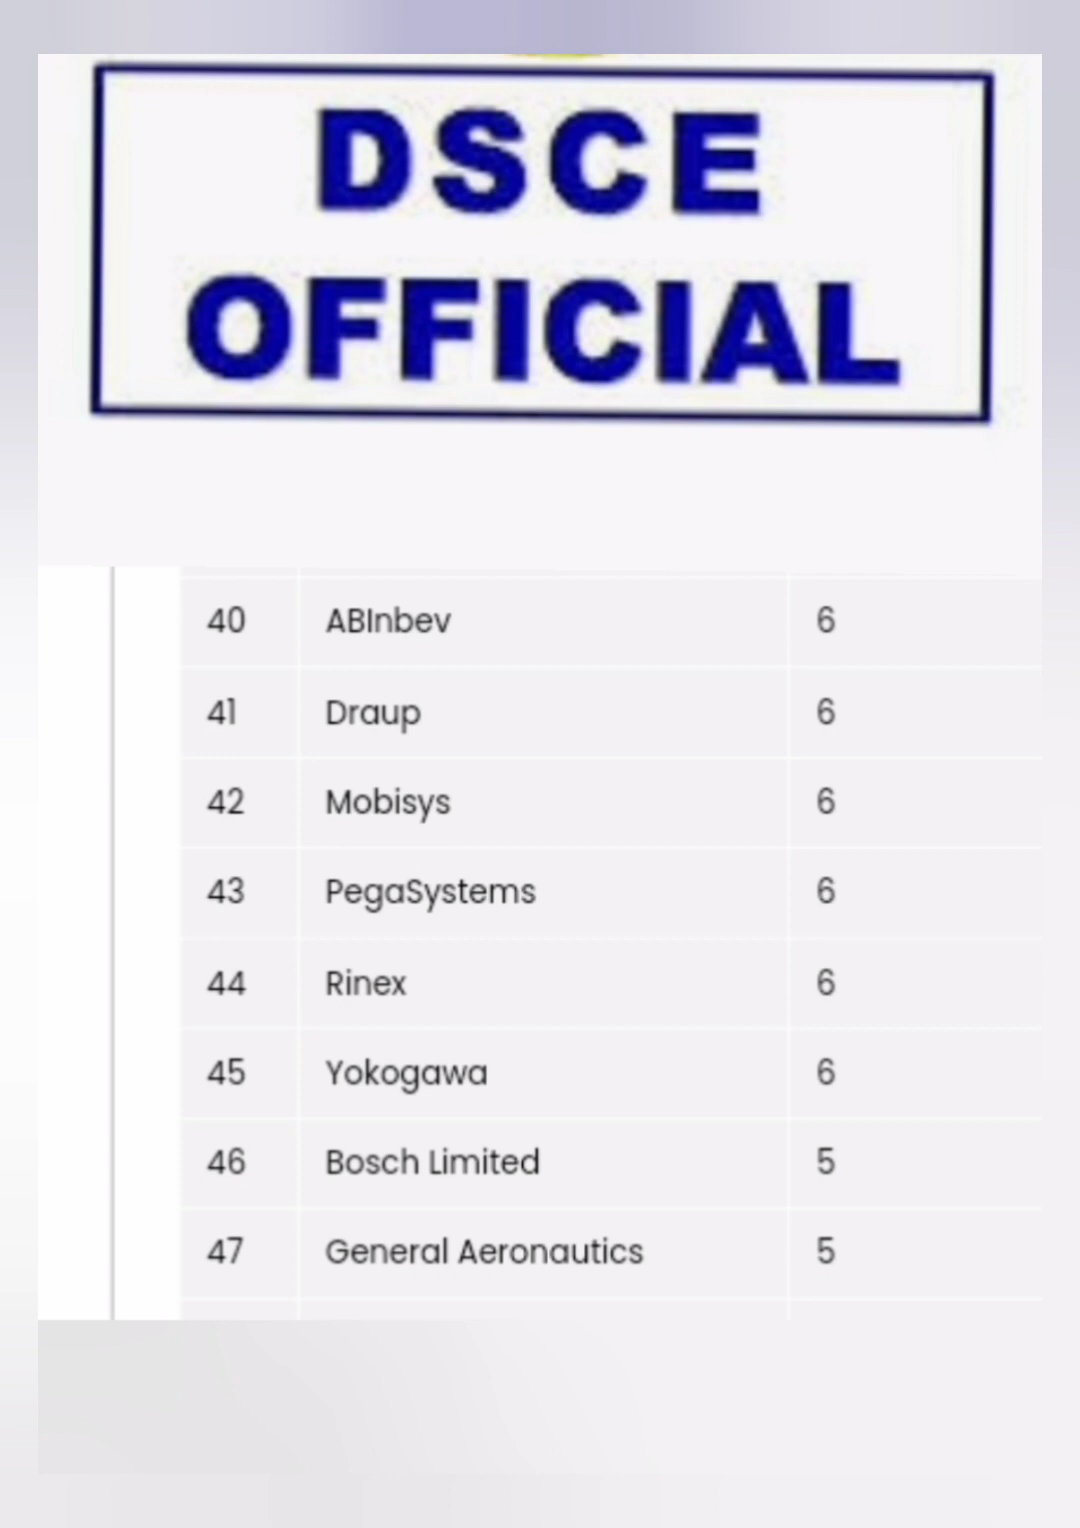 DSCE
OFFICIAL
40 ABInbev 6
41 Draup 6
42 Mobisys 6
43 PegaSystems 6
44 Rinex 6
45 Yokogawa 6
46 Bosch Limited 5
47 General Aeronautics 5